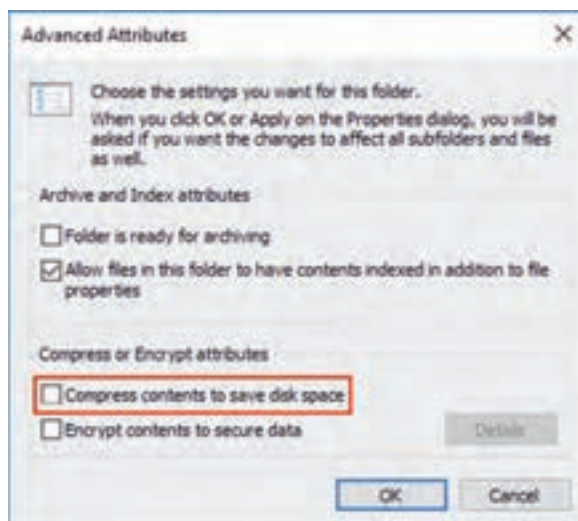 Advanced Attributes
Choose the settings you want for this folder.
When you click OK or Apply on the Properties dialog, you will be
asked if you want the changes to affect all subfolders and files
as well.
Archive and Index attributes
Folder is ready for archiving
Allow files in this folder to have contents indexed in addition to file
properties
Compress or Encrypt attributes
Compress contents to save disk space
Encrypt contents to secure data
Details
OK
Cancel